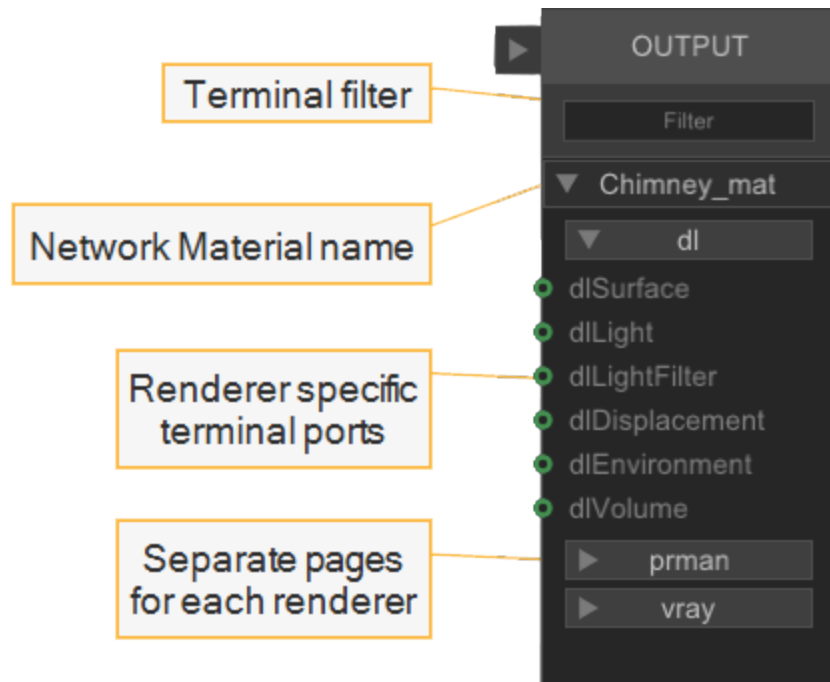 OUTPUT
Terminal filter
Filter
Chimney_mat
Network Material name
dl
dlSurface
dlLight
Renderer specific
terminal ports
dlLightFilter
dlDisplacement
dlEnvironment
dlVolume
Separate pages
for each renderer
prman
vray